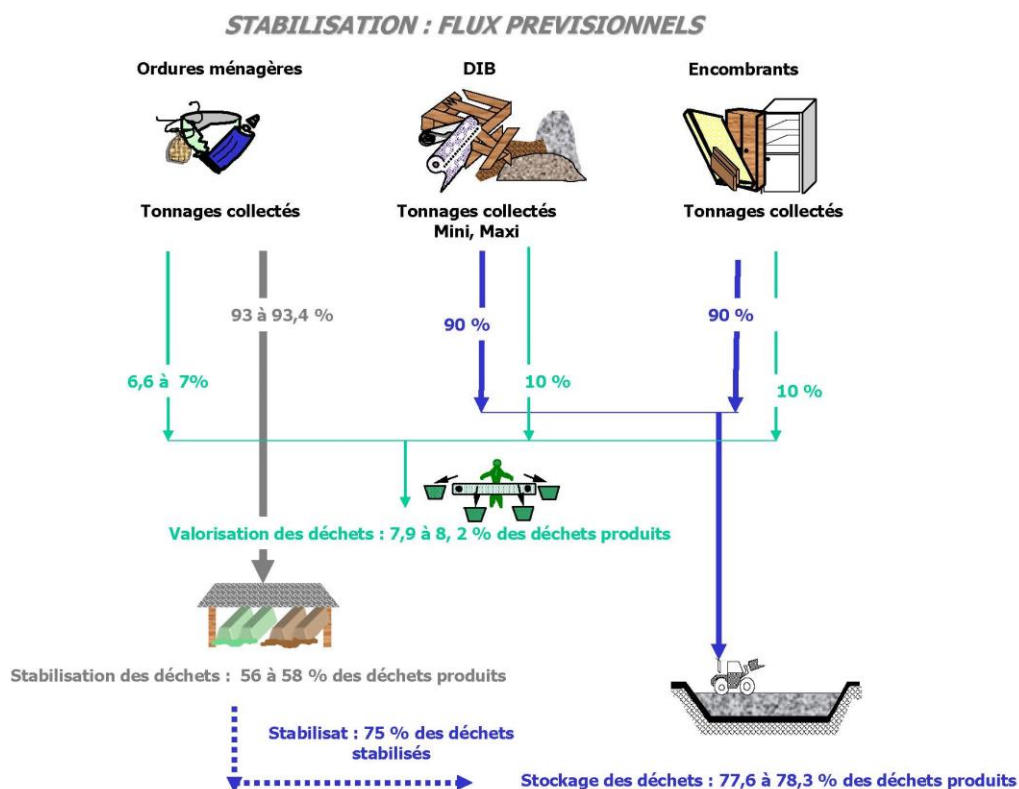 STABILISATION : FLUX PREVISIONNELS
Ordures ménagères
DIB
Encombrants
Tonnages collectés
Tonnages collectés
Mini, Maxi
Tonnages collectés
93 à 93,4 %
90 %
90 %
6,6 à 7%
10 %
10 %
Valorisation des déchets : 7,9 à 8, 2 % des déchets produits
Stabilisation des déchets : 56 à 58 % des déchets produits
Stabilisat : 75 % des déchets
stabilisés
Stockage des déchets : 77,6 à 78,3 % des déchets produits